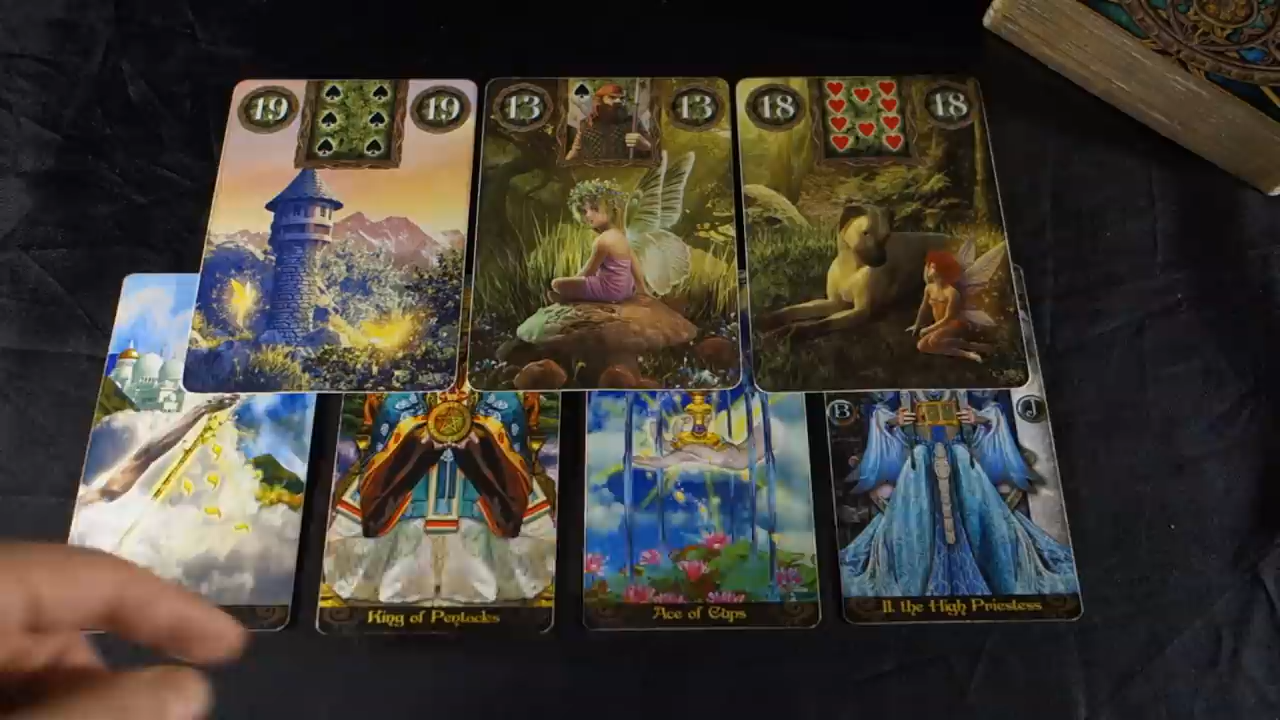 19 19
13 13
18 18
B J
King of Pentacles
Ace of Cups
II. the High Priestess